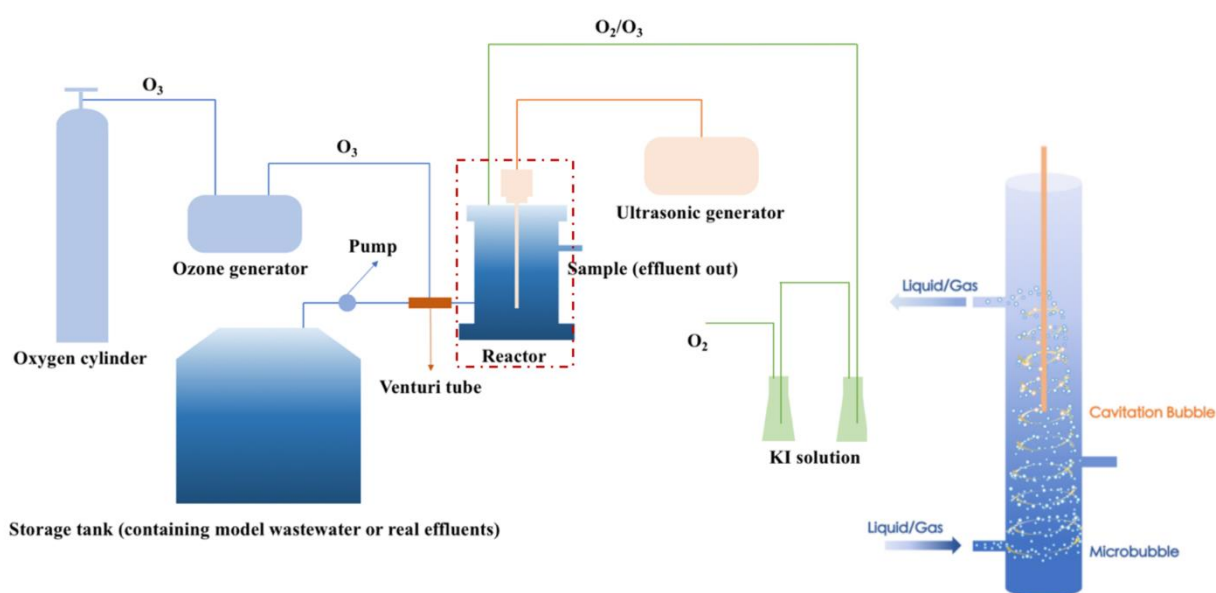 O₂/O₃
O₃
O₃
Ultrasonic generator
Pump
Ozone generator
Sample (effluent out)
Liquid/Gas
O₂
Oxygen cylinder
Reactor
Venturi tube
Cavitation Bubble
KI solution
Storage tank (containing model wastewater or real effluents)
Liquid/Gas
Microbubble